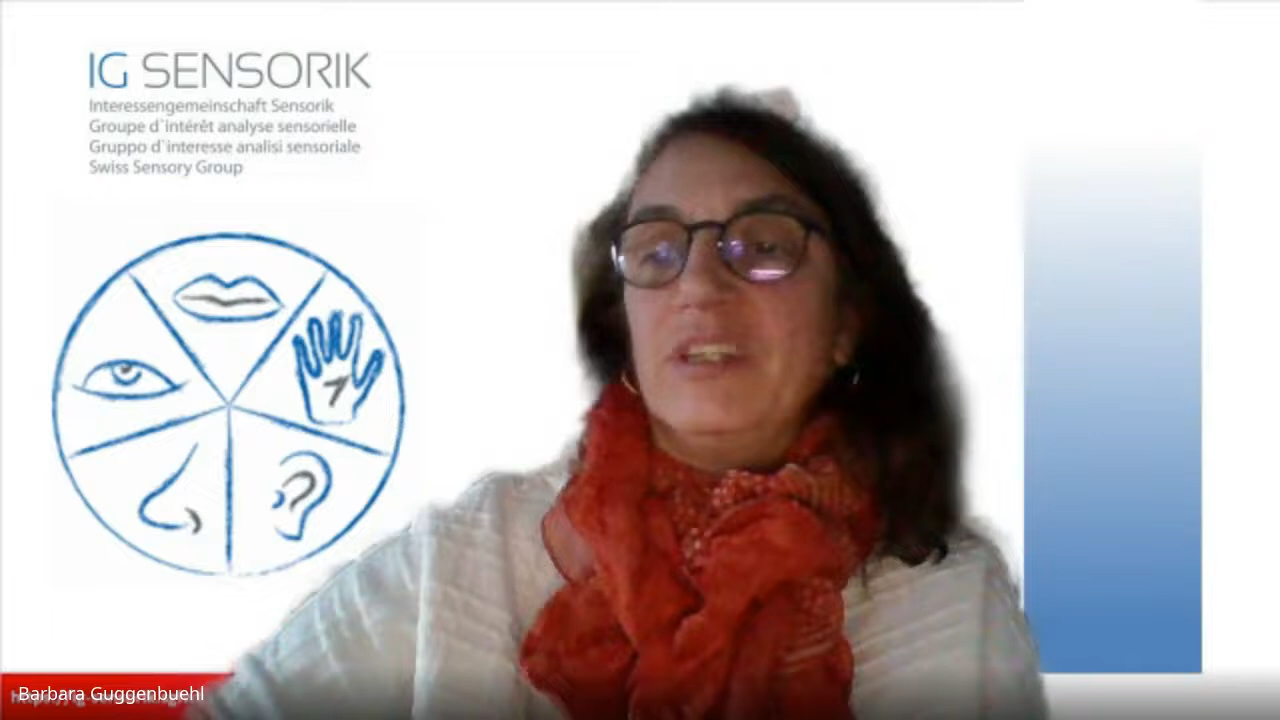 IG SENSORIK
Interessengemeinschaft Sensorik
Groupe d`intérêt analyse sensorielle
Gruppo d`interesse analisi sensoriale
Swiss Sensory Group
Barbara Guggenbuehl